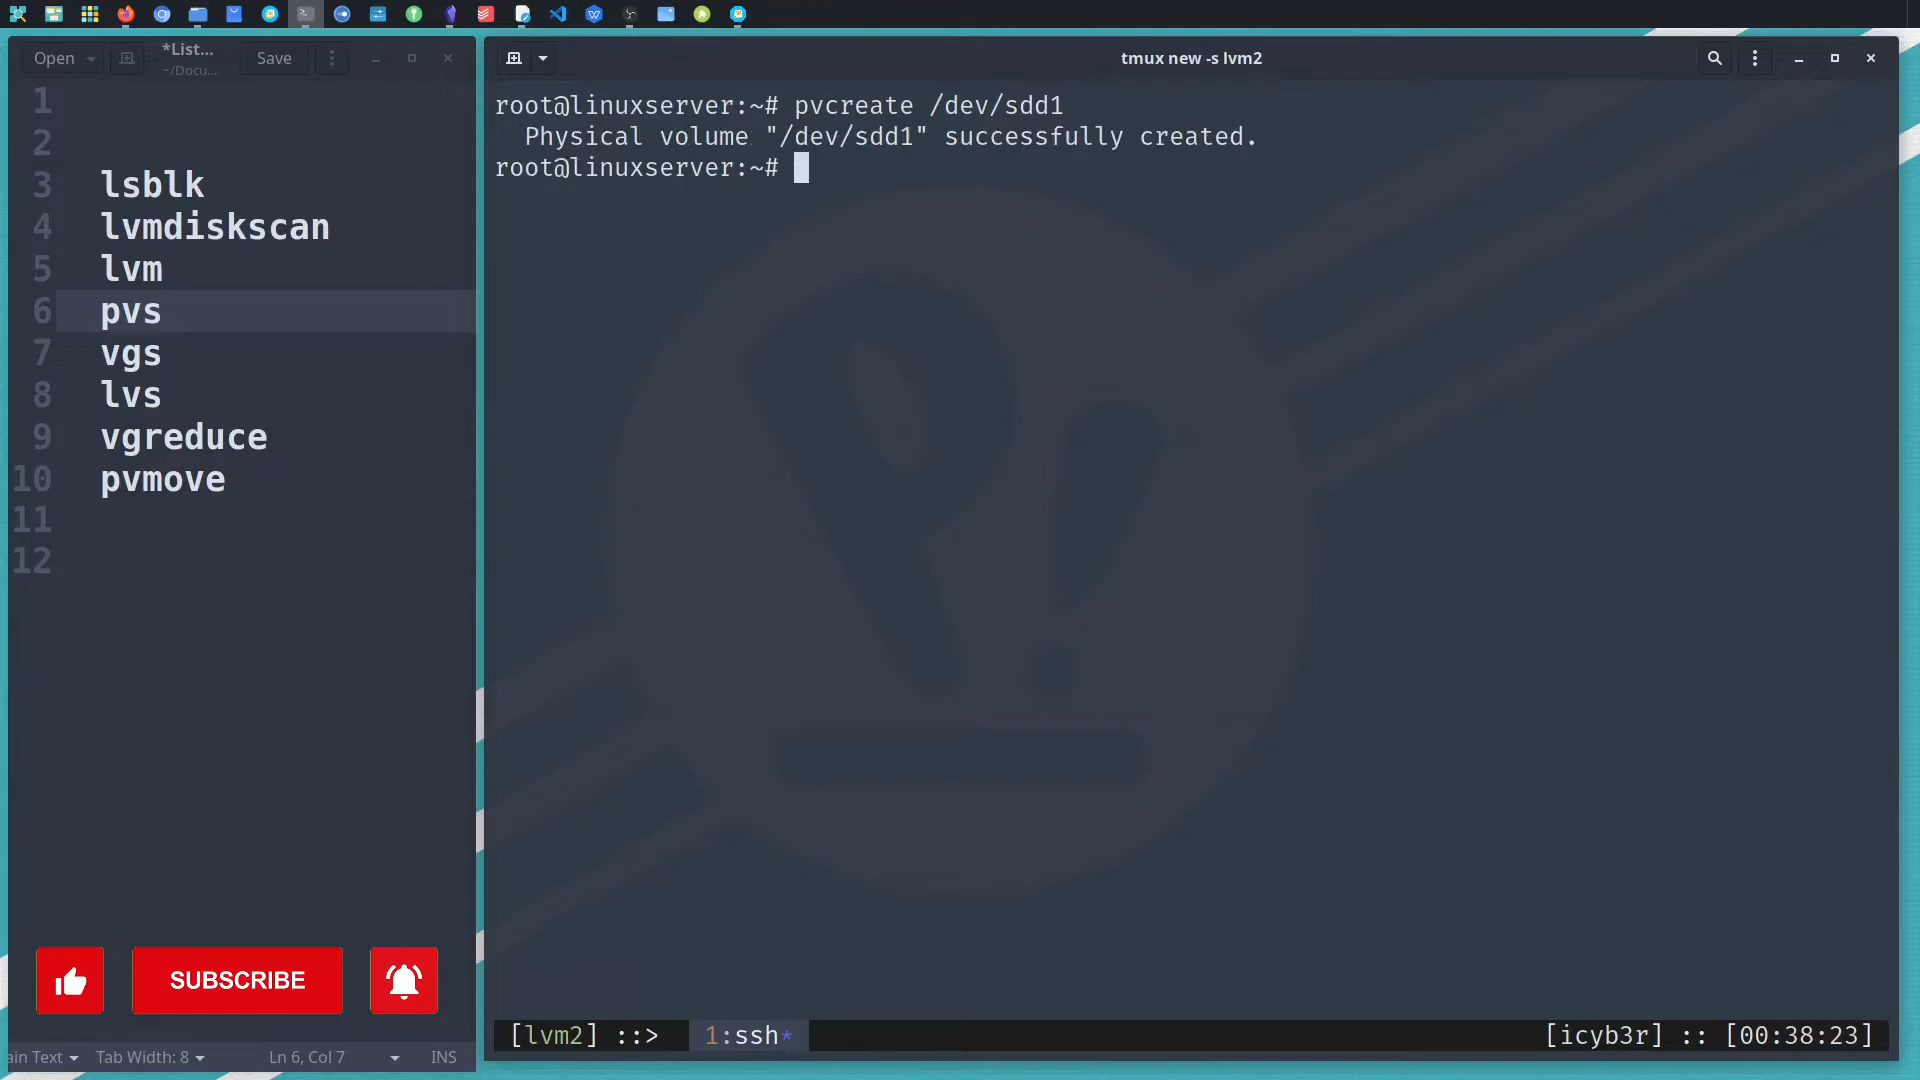 Open
*List...
~/Docu...
Save
tmux new -s lvm2
1
2
3 lsblk
4 lvmdiskscan
5 lvm
6 pvs
7 vgs
8 lvs
9 vgreduce
10 pvmove
11
12
root@linuxserver:~# pvcreate /dev/sdd1
Physical volume "/dev/sdd1" successfully created.
root@linuxserver:~#
SUBSCRIBE
[lvm2] ::> 1:ssh* [icyb3r] :: [00:38:23]
ain Text Tab Width: 8 Ln 6, Col 7 INS